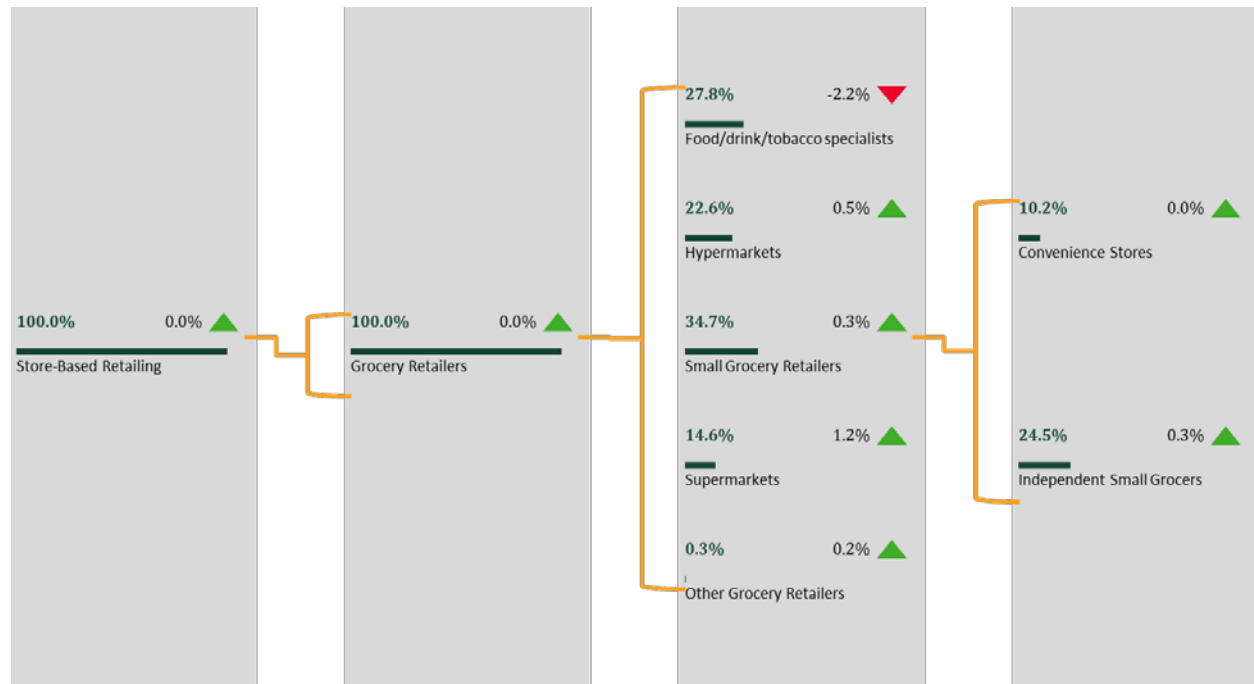 100.0% 0.0%
Store-Based Retailing
100.0% 0.0%
Grocery Retailers
27.8% -2.2%
Food/drink/tobacco specialists
22.6% 0.5%
Hypermarkets
34.7% 0.3%
Small Grocery Retailers
14.6% 1.2%
Supermarkets
0.3% 0.2%
Other Grocery Retailers
10.2% 0.0%
Convenience Stores
24.5% 0.3%
Independent Small Grocers